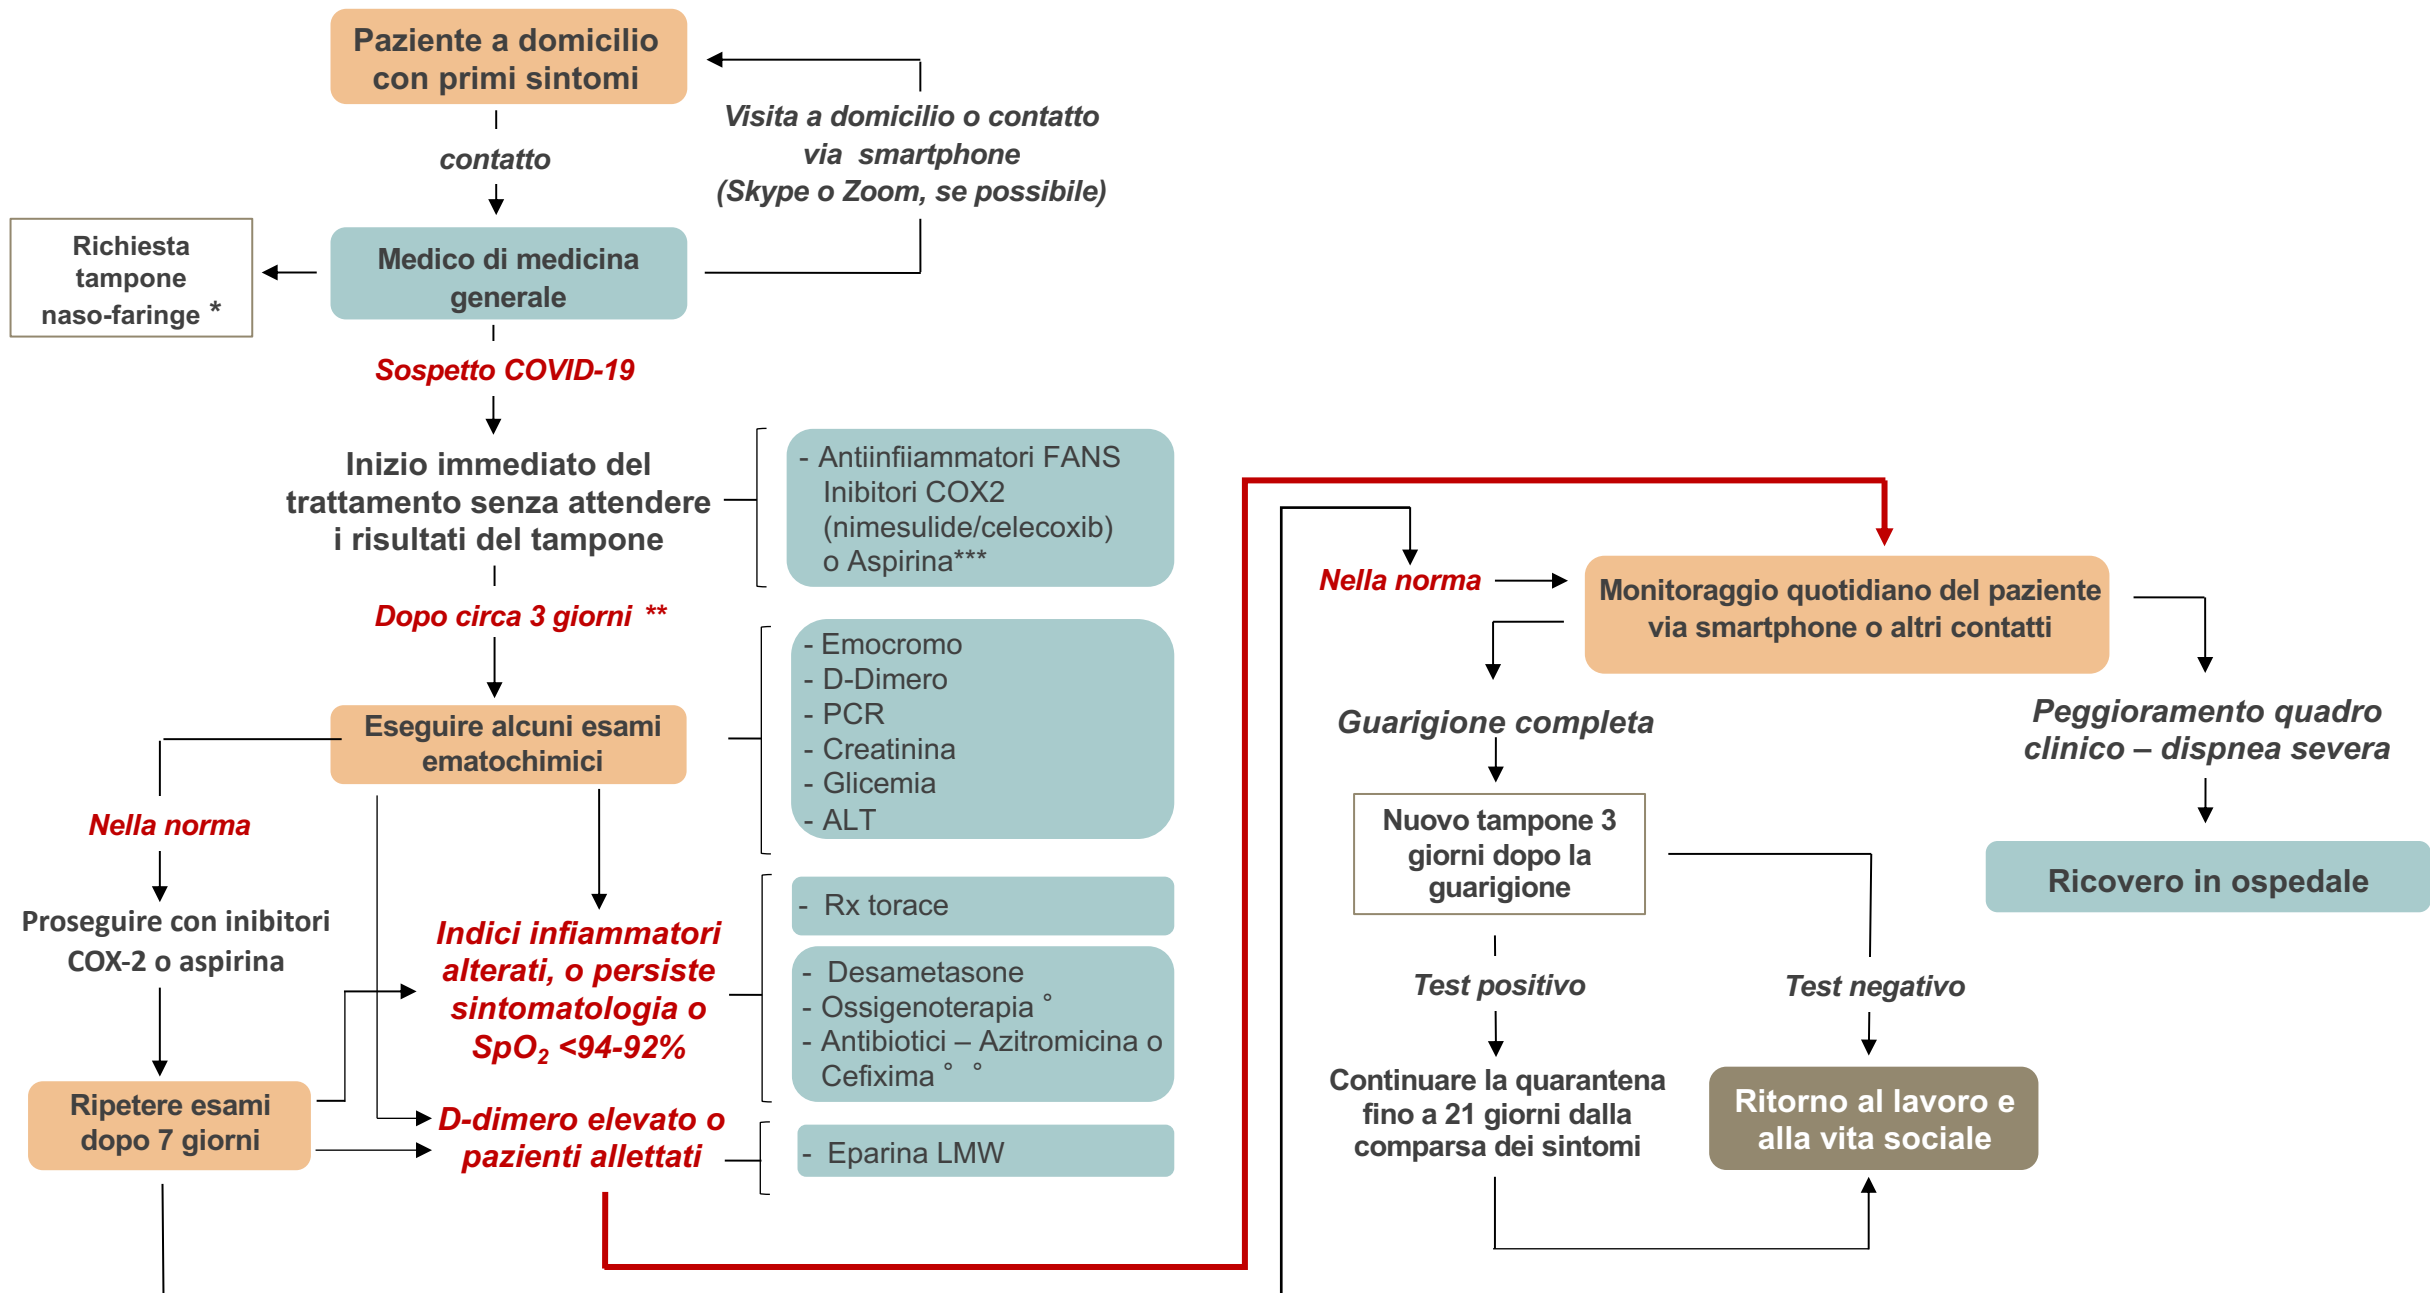 Paziente a domicilio
con primi sintomi
Visita a domicilio o contatto
via smartphone
(Skype o Zoom, se possibile)
contatto
Richiesta
tampone
naso-faringe *
Medico di medicina
generale
Sospetto COVID-19
Inizio immediato del
trattamento senza attendere
i risultati del tampone
- Antiinfiiammatori FANS
Inibitori COX2
(nimesulide/celecoxib)
o Aspirina***
Dopo circa 3 giorni **
- Emocromo
- D-Dimero
- PCR
- Creatinina
- Glicemia
- ALT
Eseguire alcuni esami
ematochimici
Nella norma
Proseguire con inibitori
COX-2 o aspirina
Indici infiammatori
alterati, o persiste
sintomatologia o
SpO₂ <94-92%
- Rx torace
- Desametasone
- Ossigenoterapia °
- Antibiotici – Azitromicina o
Cefixima ° °
Ripetere esami
dopo 7 giorni
D-dimero elevato o
pazienti allettati
- Eparina LMW
Nella norma
Monitoraggio quotidiano del paziente
via smartphone o altri contatti
Guarigione completa
Peggioramento quadro
clinico – dispnea severa
Nuovo tampone 3
giorni dopo la
guarigione
Ricovero in ospedale
Test positivo
Test negativo
Continuare la quarantena
fino a 21 giorni dalla
comparsa dei sintomi
Ritorno al lavoro e
alla vita sociale